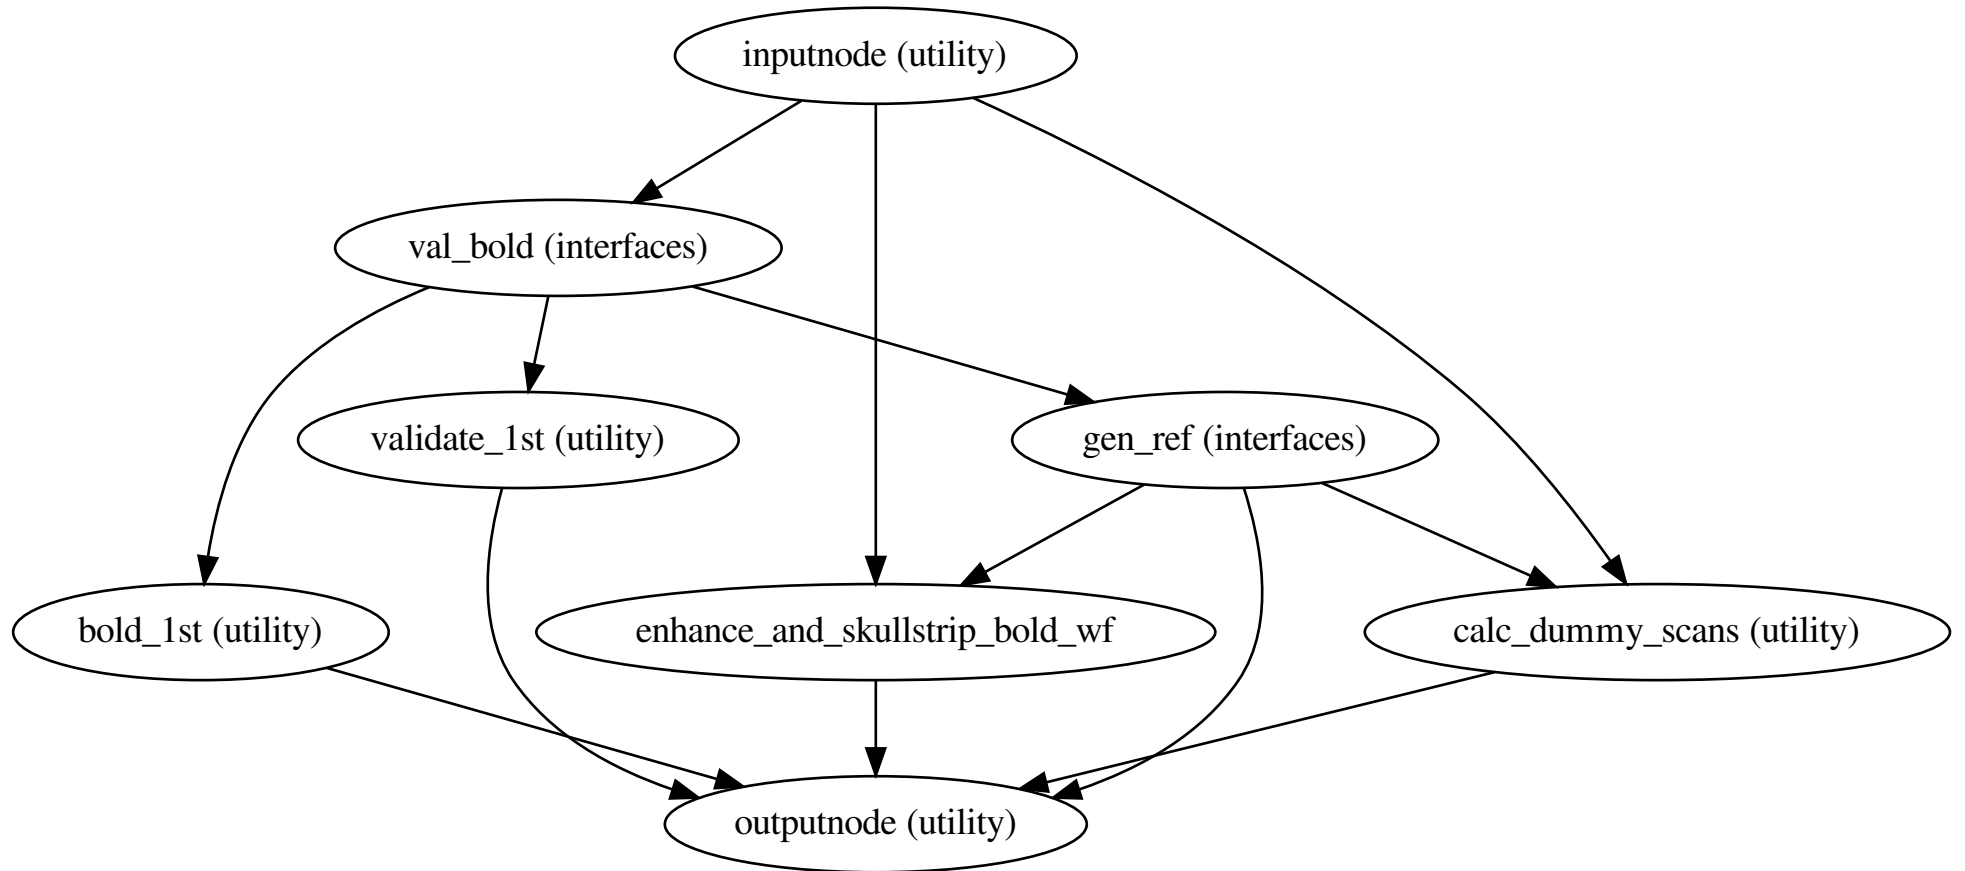 inputnode (utility)
val_bold (interfaces)
validate_1st (utility)
gen_ref (interfaces)
bold_1st (utility)
enhance_and_skullstrip_bold_wf
calc_dummy_scans (utility)
outputnode (utility)